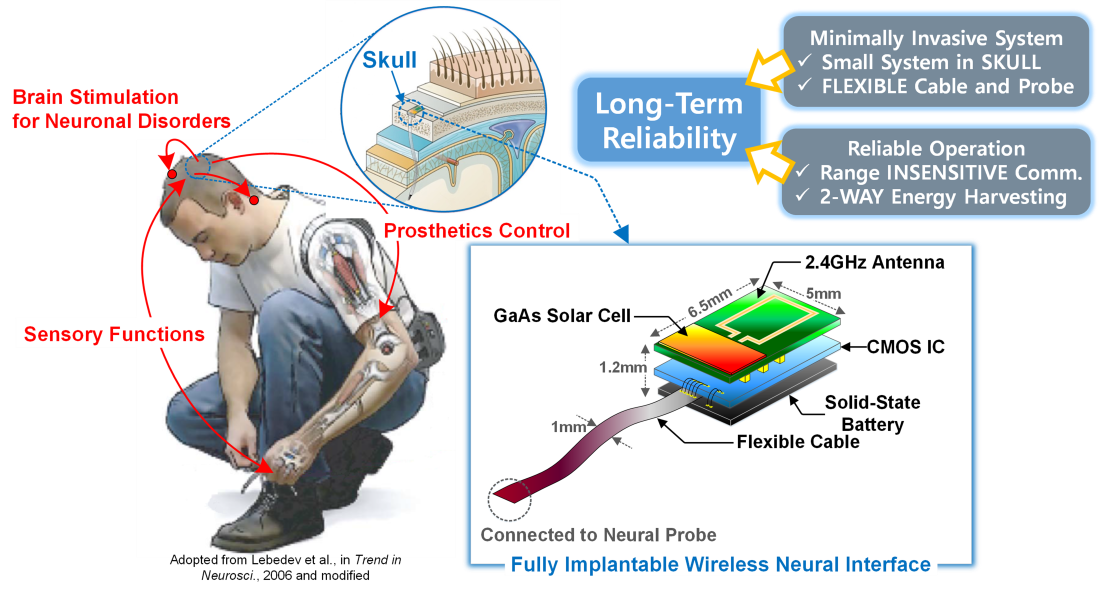 Brain Stimulation
for Neuronal Disorders
Skull
Long-Term
Reliability
Minimally Invasive System
✓ Small System in SKULL
✓ FLEXIBLE Cable and Probe
Reliable Operation
✓ Range INSENSITIVE Comm.
✓ 2-WAY Energy Harvesting
Prosthetics Control
Sensory Functions
2.4GHz Antenna
6.5mm
5mm
GaAs Solar Cell
CMOS IC
1.2mm
Solid-State
Battery
1mm
Flexible Cable
Connected to Neural Probe
Fully Implantable Wireless Neural Interface
Adopted from Lebedev et al., in Trend in
Neurosci., 2006 and modified